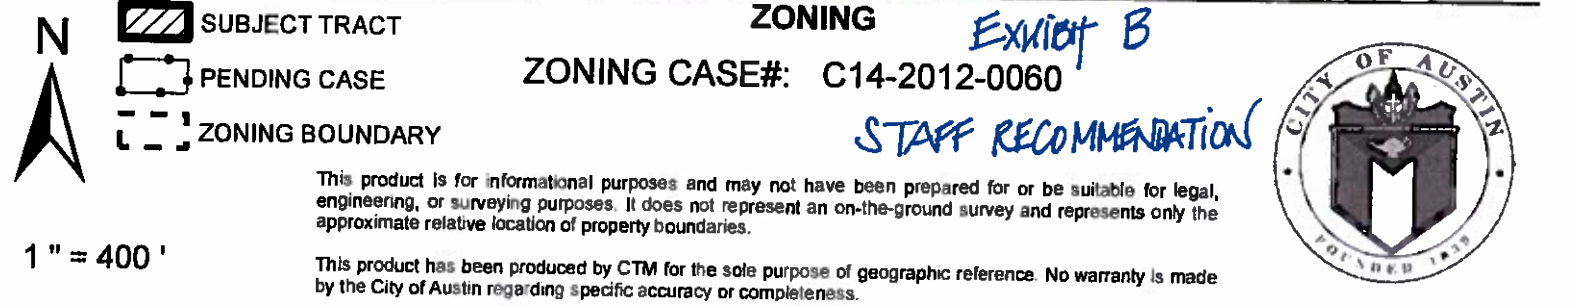 N
SUBJECT TRACT
PENDING CASE
ZONING BOUNDARY
1 " = 400 '
ZONING
Exhibit B
ZONING CASE#: C14-2012-0060
STAFF RECOMMENDATION
This product is for informational purposes and may not have been prepared for or be suitable for legal,
engineering, or surveying purposes. It does not represent an on-the-ground survey and represents only the
approximate relative location of property boundaries.
This product has been produced by CTM for the sole purpose of geographic reference. No warranty is made
by the City of Austin regarding specific accuracy or completeness.
CITY OF AUSTIN
FOUNDED 1839